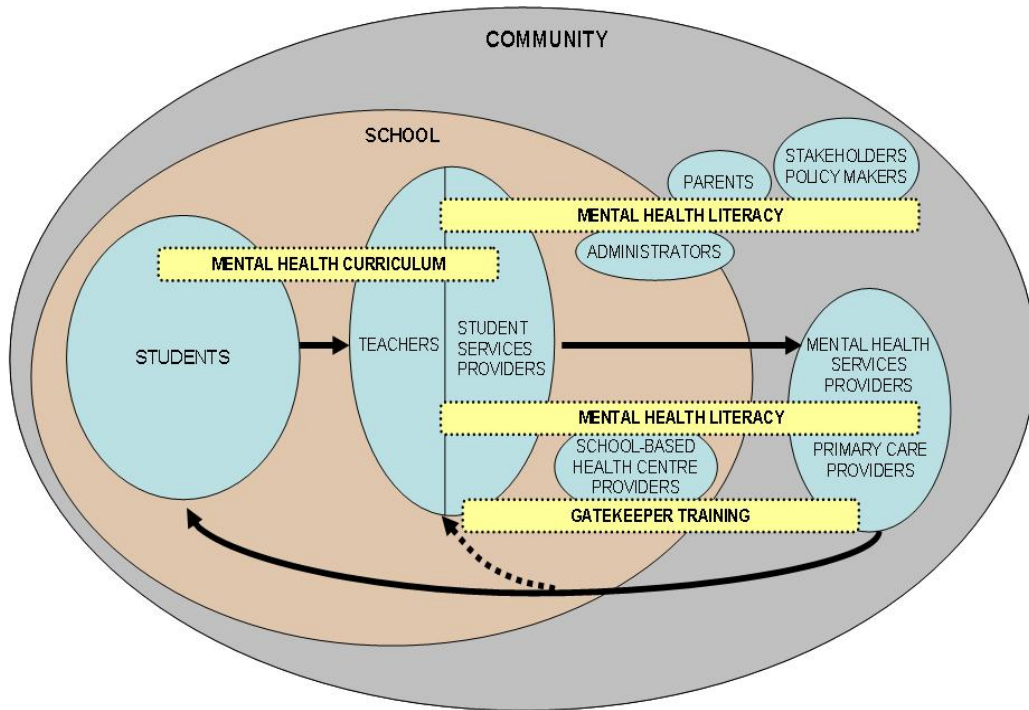 COMMUNITY
SCHOOL
STAKEHOLDERS
POLICY MAKERS
PARENTS
MENTAL HEALTH LITERACY
ADMINISTRATORS
MENTAL HEALTH CURRICULUM
STUDENTS
TEACHERS
STUDENT
SERVICES
PROVIDERS
MENTAL HEALTH
SERVICES
PROVIDERS
MENTAL HEALTH LITERACY
SCHOOL-BASED
HEALTH CENTRE
PROVIDERS
PRIMARY CARE
PROVIDERS
GATEKEEPER TRAINING